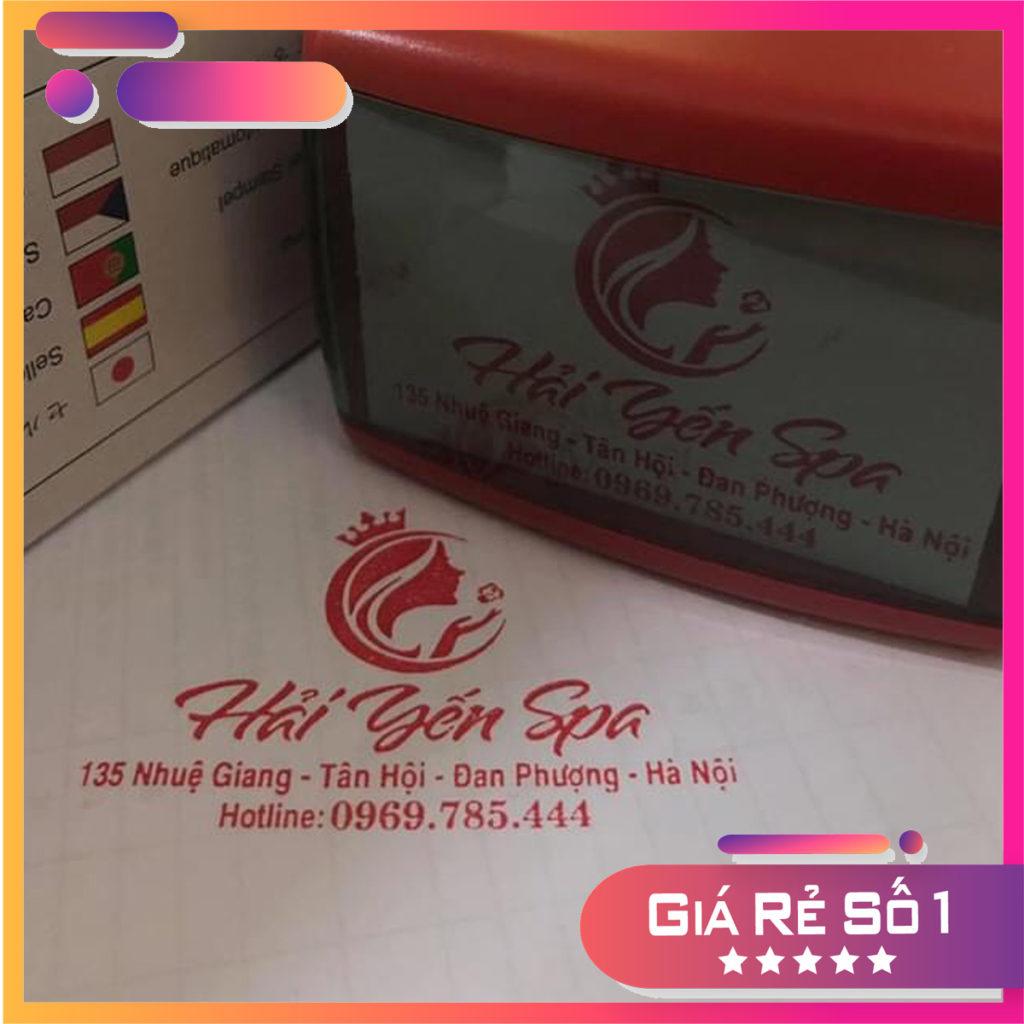 Hải Yến Spa
135 Nhuệ Giang - Tân Hội - Đan Phượng - Hà Nội
Hotline: 0969.785.444
Hải Yến Spa
135 Nhuệ Giang - Tân Hội - Đan Phượng - Hà Nội
Hotline: 0969.785.444
GIÁ RẺ SỐ 1